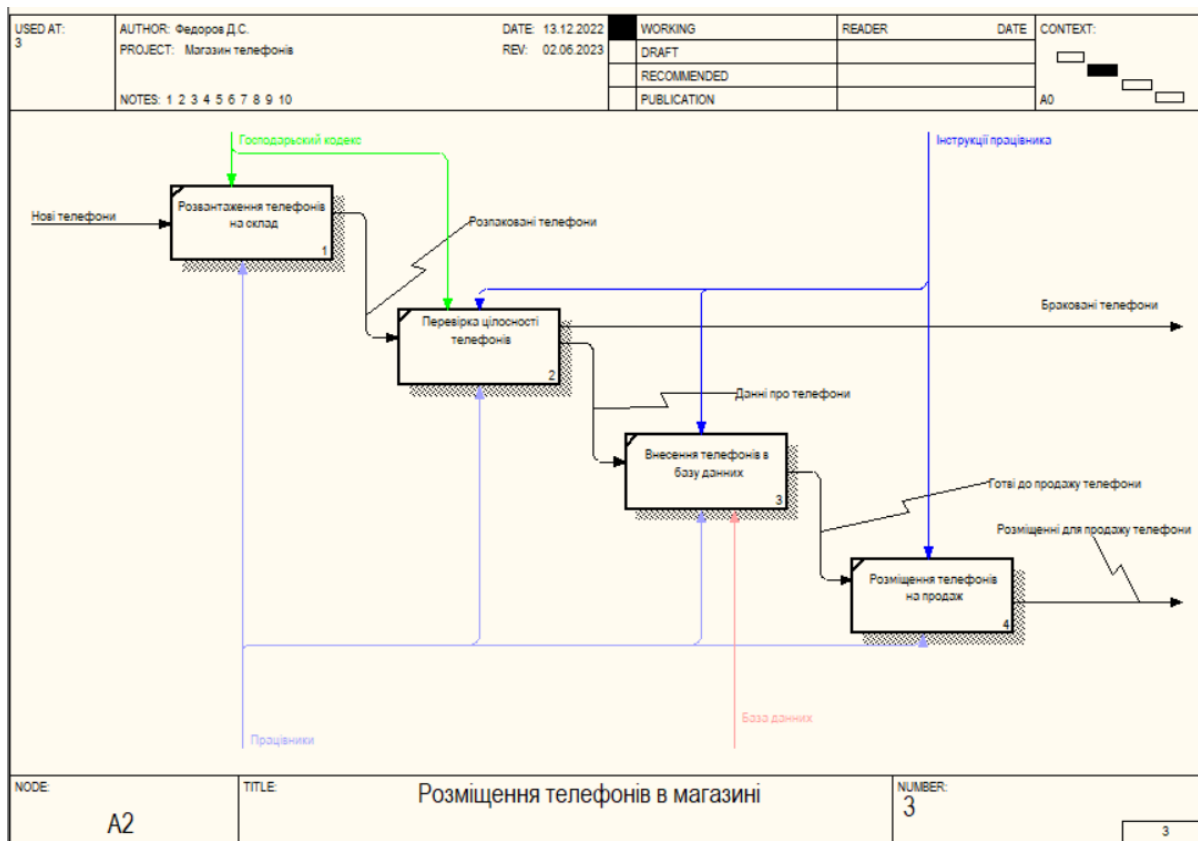 USED AT:
3
AUTHOR: Федоров Д.С.
DATE: 13.12.2022
PROJECT: Магазин телефонів
REV: 02.06.2023
NOTES: 1 2 3 4 5 6 7 8 9 10
WORKING
DRAFT
RECOMMENDED
PUBLICATION
READER
DATE
CONTEXT:
A0
Господарьский кодекс
Інструкції працівника
Нові телефони
Розвантаження телефонів
на склад
1
Розпаковані телефони
Браковані телефони
Перевірка цілосності
телефонів
2
Данні про телефони
Внесення телефонів в
базу данних
3
Готві до продажу телефони
Розміщенні для продажу телефони
Розміщення телефонів
на продаж
4
База данних
Працівники
NODE:
A2
TITLE:
Розміщення телефонів в магазині
NUMBER:
3
3